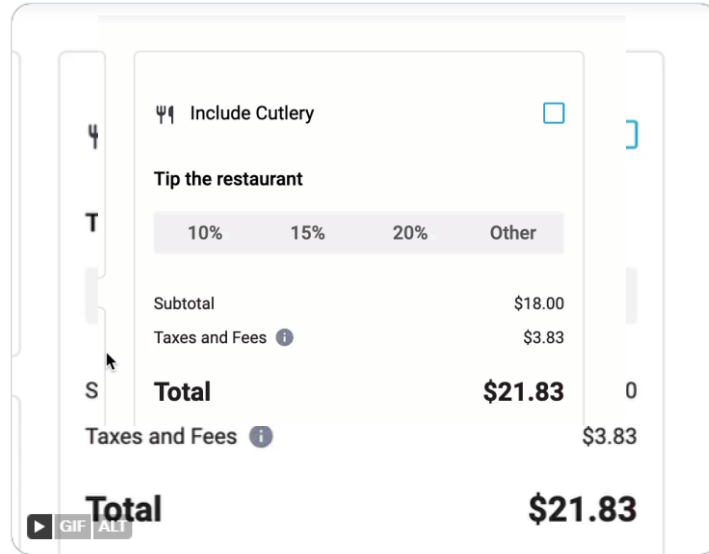 Include Cutlery
Tip the restaurant
T
10% 15% 20% Other
Subtotal $18.00
Taxes and Fees $3.83
Total $21.83
S 0
Taxes and Fees $3.83
Total $21.83
GIF ALT